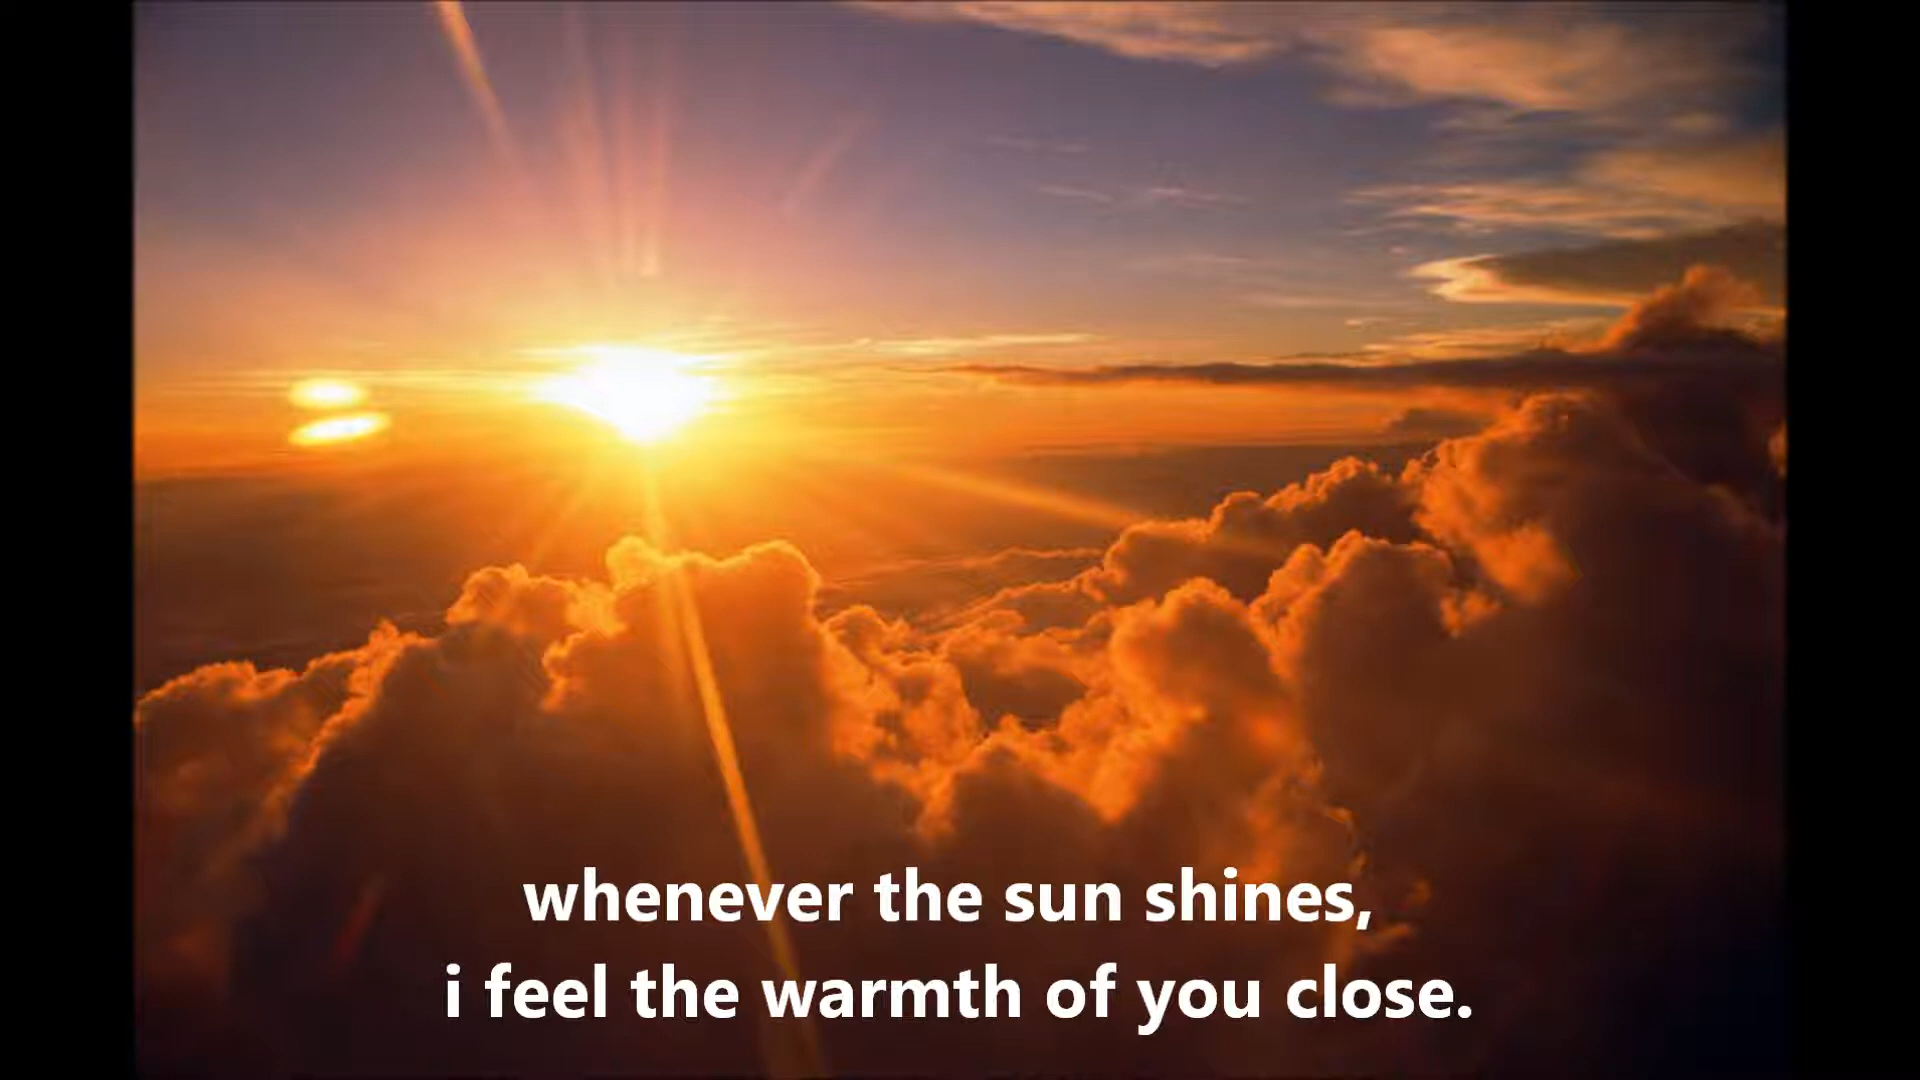 whenever the sun shines,
i feel the warmth of you close.